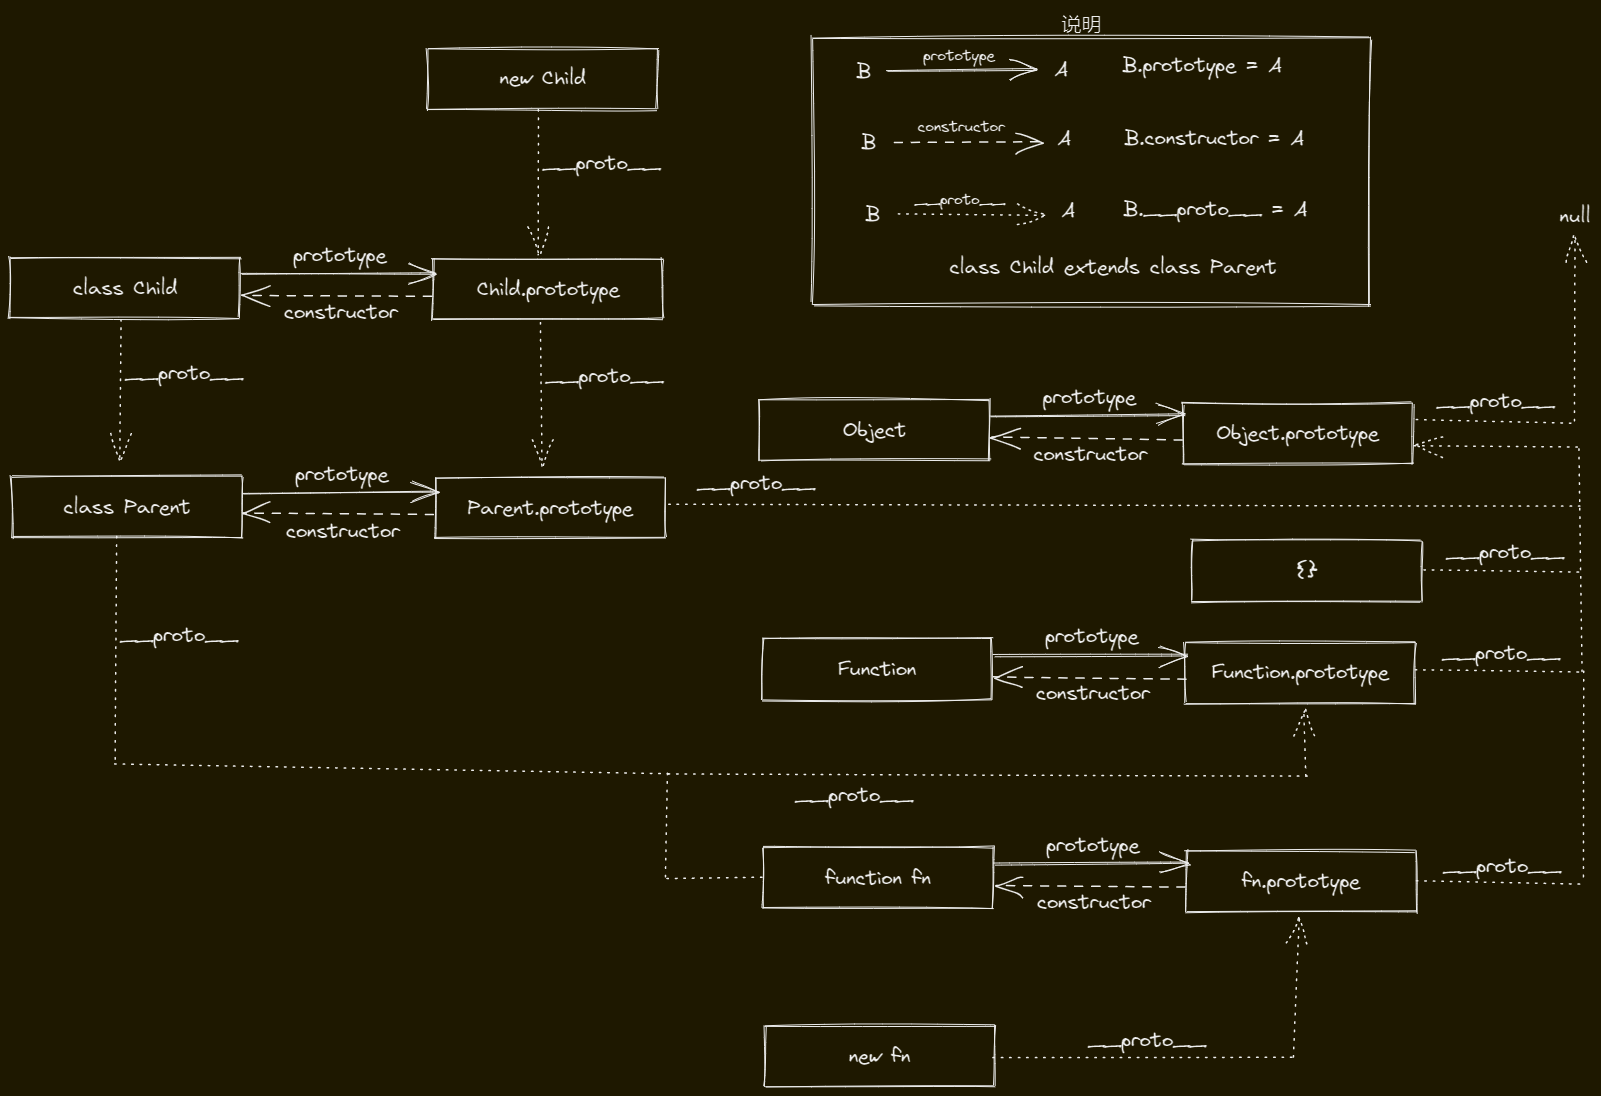 说明
new Child
B prototype A B.prototype = A
B constructor A B.constructor = A
__proto__
B __proto__ A B.__proto__ = A
null
class Child extends class Parent
prototype
class Child
Child.prototype
constructor
__proto__
__proto__
prototype
__proto__
Object
Object.prototype
constructor
prototype
__proto__
class Parent
Parent.prototype
constructor
__proto__
{}
__proto__
prototype
__proto__
Function
Function.prototype
constructor
__proto__
__proto__
prototype
__proto__
function fn
fn.prototype
constructor
__proto__
new fn